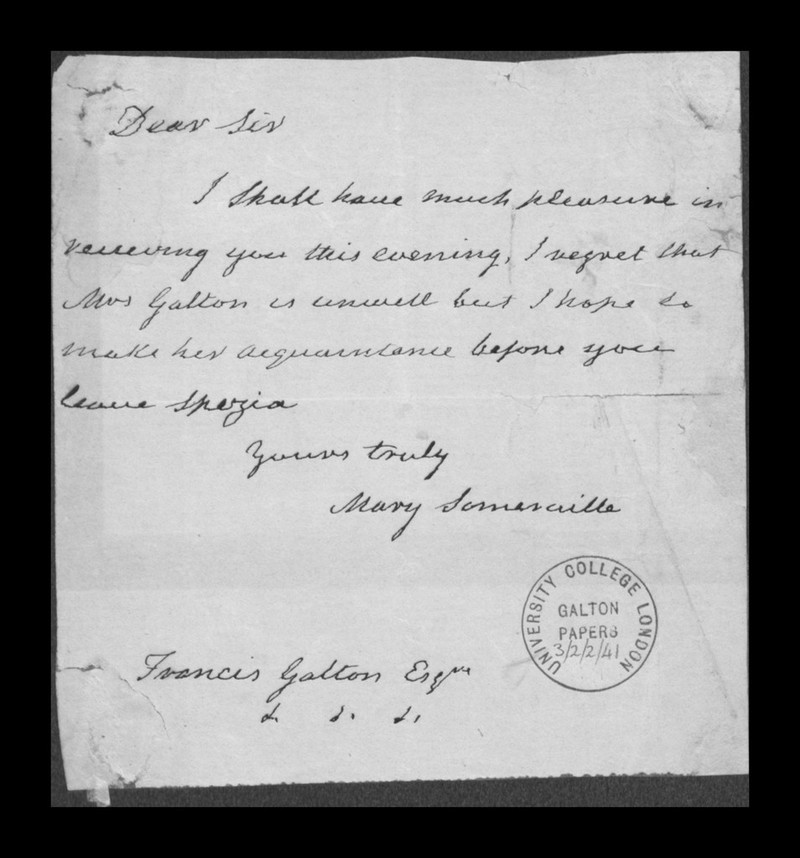 Dear Sir
I shall have much pleasure in
receiving you this evening, I regret that
Mrs Galton is unwell but I hope to
make her acquaintance before you
leave Spezia
Yours truly
Mary Somerville
UNIVERSITY COLLEGE LONDON
GALTON
PAPERS
3/2/2/41
Francis Galton Esqre
&. &. &.